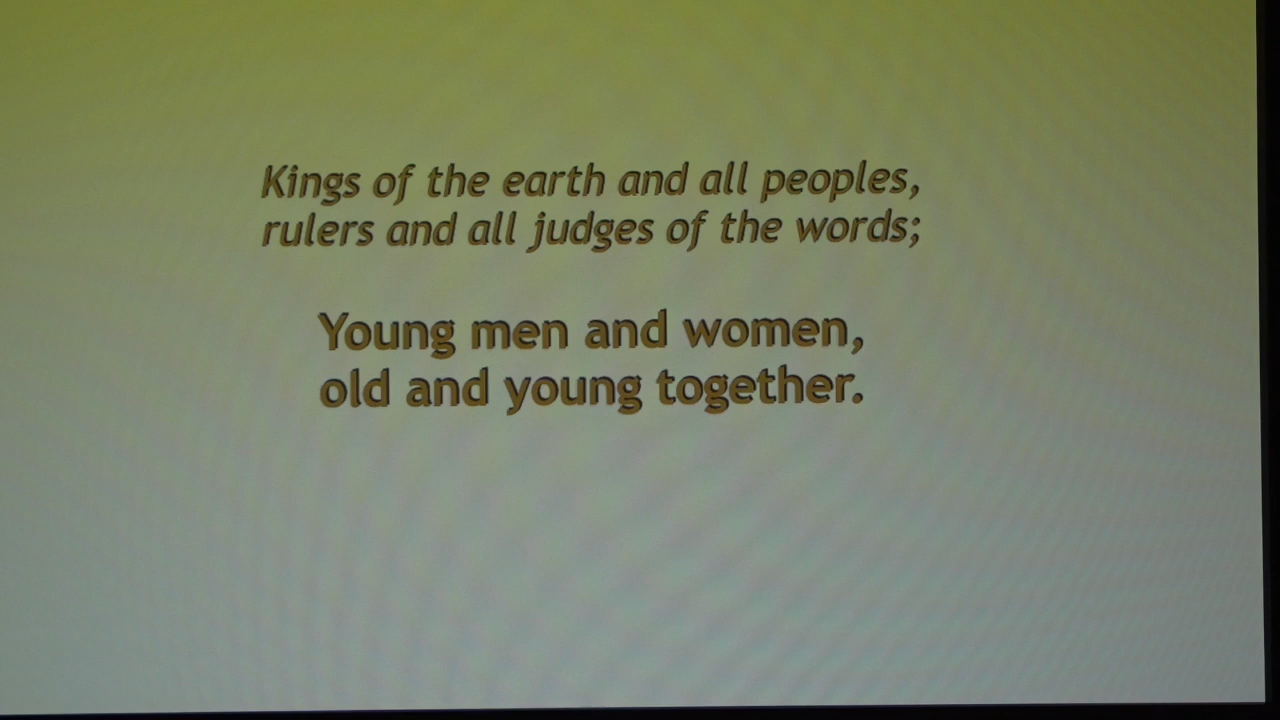 Kings of the earth and all peoples,
rulers and all judges of the words;
Young men and women,
old and young together.